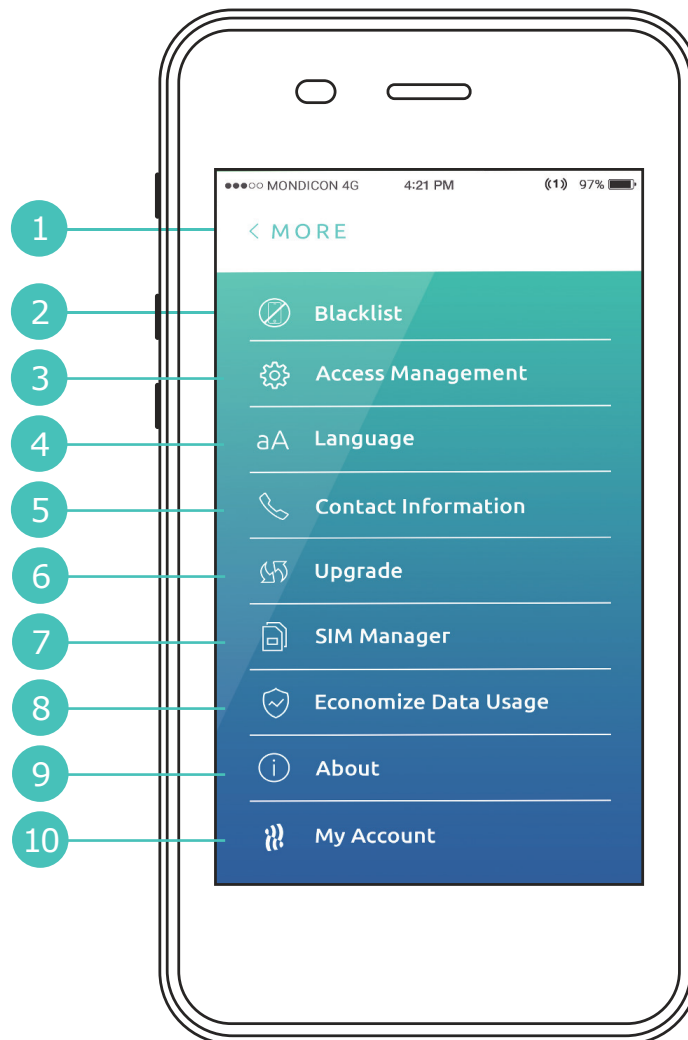 MONDICON 4G 4:21 PM ((1)) 97%
1 < MORE
2 Blacklist
3 Access Management
4 aA Language
5 Contact Information
6 Upgrade
7 SIM Manager
8 Economize Data Usage
9 i About
10 My Account